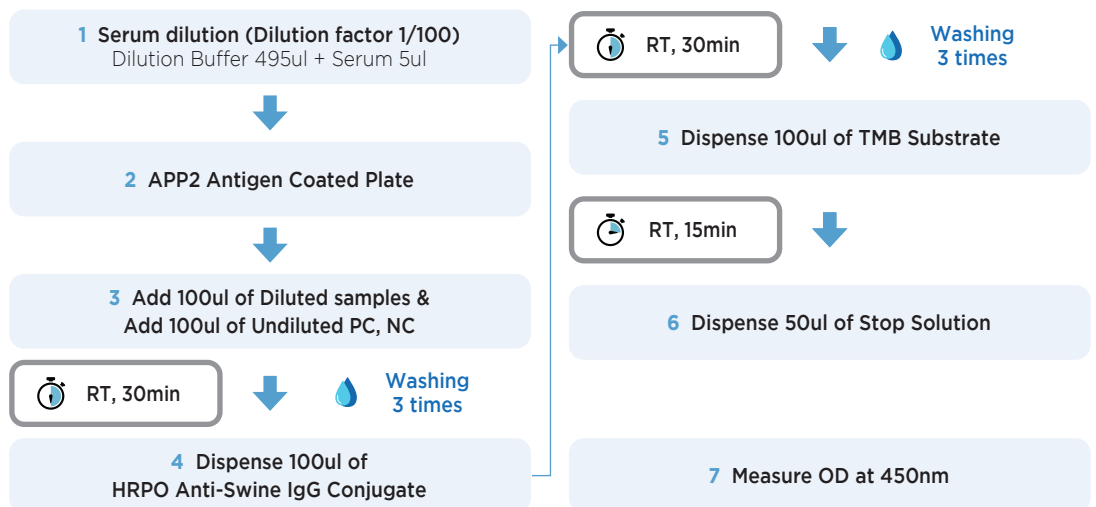 1 Serum dilution (Dilution factor 1/100)
Dilution Buffer 495ul + Serum 5ul
2 APP2 Antigen Coated Plate
3 Add 100ul of Diluted samples &
Add 100ul of Undiluted PC, NC
RT, 30min
Washing
3 times
4 Dispense 100ul of
HRPO Anti-Swine IgG Conjugate
RT, 30min
Washing
3 times
5 Dispense 100ul of TMB Substrate
RT, 15min
6 Dispense 50ul of Stop Solution
7 Measure OD at 450nm